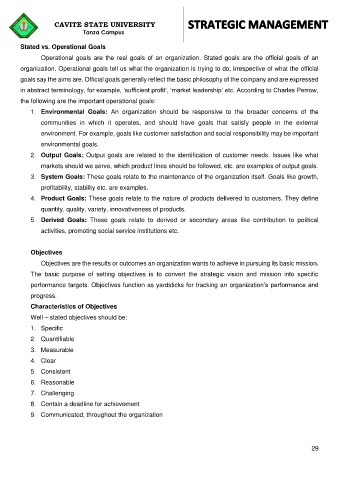 CAVITE STATE UNIVERSITY
Tanza Campus
STRATEGIC MANAGEMENT
Stated vs. Operational Goals
Operational goals are the real goals of an organization. Stated goals are the official goals of an
organization. Operational goals tell us what the organization is trying to do, irrespective of what the official
goals say the aims are. Official goals generally reflect the basic philosophy of the company and are expressed
in abstract terminology, for example, 'sufficient profit', 'market leadership' etc. According to Charles Perrow,
the following are the important operational goals:
1. Environmental Goals: An organization should be responsive to the broader concerns of the
communities in which it operates, and should have goals that satisfy people in the external
environment. For example, goals like customer satisfaction and social responsibility may be important
environmental goals.
2. Output Goals: Output goals are related to the identification of customer needs. Issues like what
markets should we serve, which product lines should be followed, etc. are examples of output goals.
3. System Goals: These goals relate to the maintenance of the organization itself. Goals like growth,
profitability, stability etc. are examples.
4. Product Goals: These goals relate to the nature of products delivered to customers. They define
quantity, quality, variety, innovativeness of products.
5. Derived Goals: These goals relate to derived or secondary areas like contribution to political
activities, promoting social service institutions etc.
Objectives
Objectives are the results or outcomes an organization wants to achieve in pursuing its basic mission.
The basic purpose of setting objectives is to convert the strategic vision and mission into specific
performance targets. Objectives function as yardsticks for tracking an organization's performance and
progress.
Characteristics of Objectives
Well – stated objectives should be:
1. Specific
2. Quantifiable
3. Measurable
4. Clear
5. Consistent
6. Reasonable
7. Challenging
8. Contain a deadline for achievement
9. Communicated, throughout the organization
29